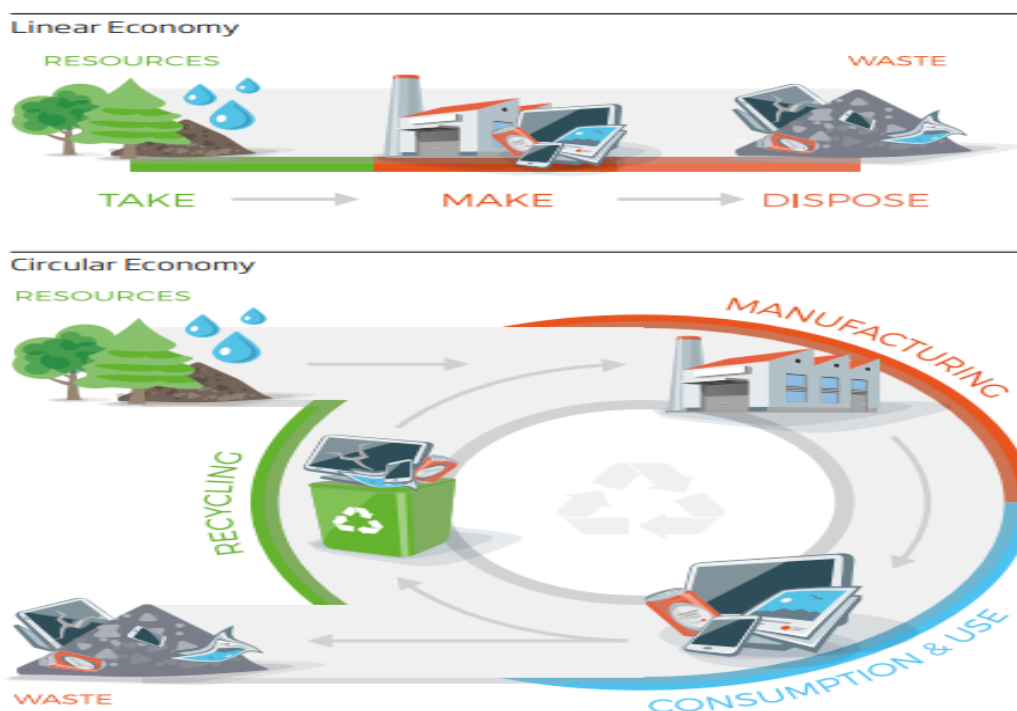 Linear Economy
RESOURCES
WASTE
TAKE
MAKE
DISPOSE
Circular Economy
RESOURCES
MANUFACTURING
RECYCLING
CONSUMPTION & USE
WASTE